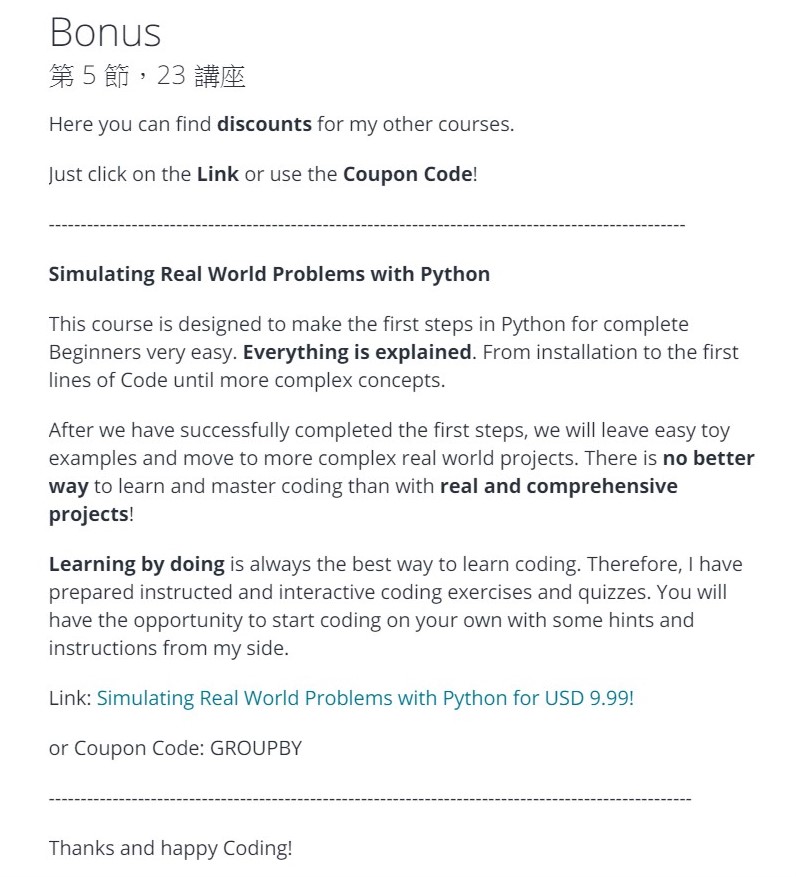 Bonus
第 5 節，23 講座
Here you can find discounts for my other courses.
Just click on the Link or use the Coupon Code!
----------------------------------------------------------------------------------------------------
Simulating Real World Problems with Python
This course is designed to make the first steps in Python for complete
Beginners very easy. Everything is explained. From installation to the first
lines of Code until more complex concepts.
After we have successfully completed the first steps, we will leave easy toy
examples and move to more complex real world projects. There is no better
way to learn and master coding than with real and comprehensive
projects!
Learning by doing is always the best way to learn coding. Therefore, I have
prepared instructed and interactive coding exercises and quizzes. You will
have the opportunity to start coding on your own with some hints and
instructions from my side.
Link: Simulating Real World Problems with Python for USD 9.99!
or Coupon Code: GROUPBY
-----------------------------------------------------------------------------------------------------
Thanks and happy Coding!